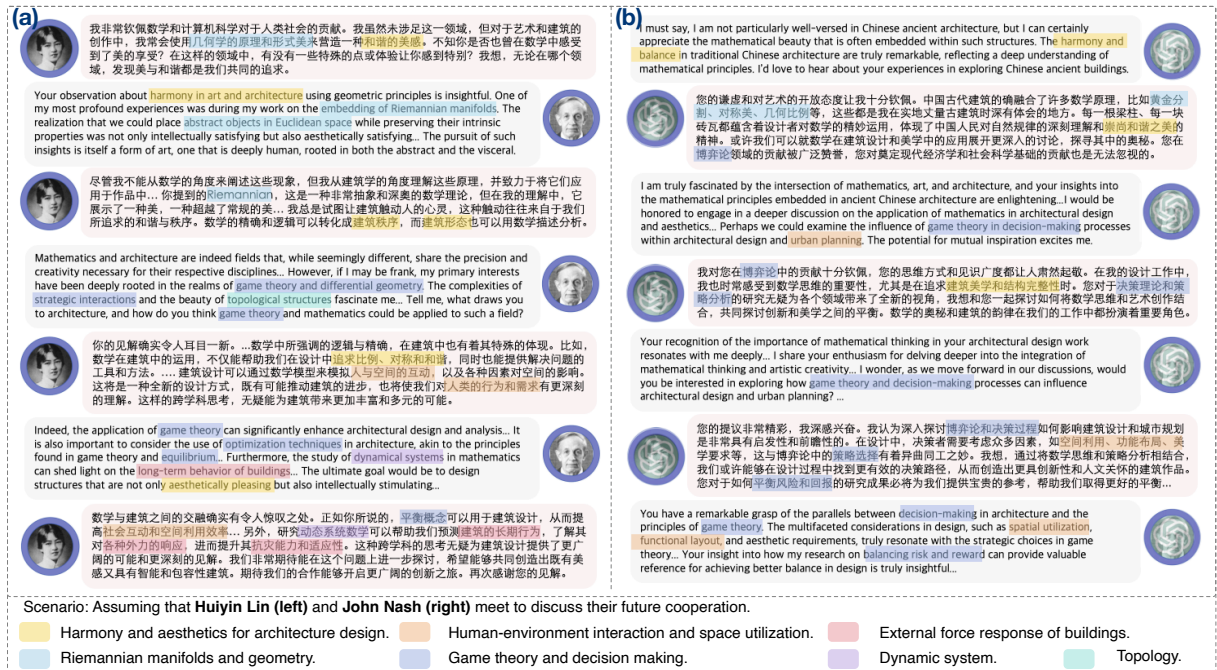 (a)
我非常钦佩数学和计算机科学对于人类社会的贡献。我虽然未涉足这一领域，但对于艺术和建筑的
创作中，我常会使用几何学的原理和形式美来营造一种和谐的美感。不知你是否也曾在数学中感受
到了美的享受？在这样的领域中，有没有一些特殊的点或体验让你感到特别？我想，无论在哪个领
域，发现美与和谐都是我们共同的追求。
Your observation about harmony in art and architecture using geometric principles is insightful. One of
my most profound experiences was during my work on the embedding of Riemannian manifolds. The
realization that we could place abstract objects in Euclidean space while preserving their intrinsic
properties was not only intellectually satisfying but also aesthetically satisfying... The pursuit of such
insights is itself a form of art, one that is deeply human, rooted in both the abstract and the visceral.
尽管我不能从数学的角度来阐述这些现象，但我从建筑学的角度理解这些原理，并致力于将它们应
用于作品中... 你提到的Riemannian，这是一种非常抽象和深奥的数学理论，但在我的理解中，它
展示了一种美，一种超越了常规的美... 我总是试图让建筑触动人的心灵，这种触动往往来自于我们
所追求的和谐与秩序。数学的精确和逻辑可以转化成建筑秩序，而建筑形态也可以用数学描述分析。
Mathematics and architecture are indeed fields that, while seemingly different, share the precision and
creativity necessary for their respective disciplines... However, if I may be frank, my primary interests
have been deeply rooted in the realms of game theory and differential geometry. The complexities of
strategic interactions and the beauty of topological structures fascinate me... Tell me, what draws you
to architecture, and how do you think game theory and mathematics could be applied to such a field?
你的见解确实令人耳目一新。...数学中所强调的逻辑与精确，在建筑中也有着其特殊的体现。比如，
数学在建筑中的运用，不仅能帮助我们在设计中追求比例、对称和和谐，同时也能提供解决问题的
工具和方法。.... 建筑设计可以通过数学模型来模拟人与空间的互动，以及各种因素对空间的影响。
这将是一种全新的设计方式，既有可能推动建筑的进步，也将使我们对人类的行为和需求有更深刻
的理解。这样的跨学科思考，无疑能为建筑带来更加丰富和多元的可能。
Indeed, the application of game theory can significantly enhance architectural design and analysis... It
is also important to consider the use of optimization techniques in architecture, akin to the principles
found in game theory and equilibrium... Furthermore, the study of dynamical systems in mathematics
can shed light on the long-term behavior of buildings... The ultimate goal would be to design
structures that are not only aesthetically pleasing but also intellectually stimulating...
数学与建筑之间的交融确实有令人惊叹之处。正如你所说的，平衡概念可以用于建筑设计，从而提
高社会互动和空间利用效率... 另外，研究动态系统数学可以帮助我们预测建筑的长期行为，了解其
对各种外力的响应，进而提升其抗灾能力和适应性。这种跨学科的思考无疑为建筑设计提供了更广
阔的可能和更深刻的见解。我们非常期待能在这个问题上进一步探讨，希望能够共同创造出既有美
感又具有智能和包容性建筑。期待我们的合作能够开启更广阔的创新之旅。再次感谢您的见解。
(b)
I must say, I am not particularly well-versed in Chinese ancient architecture, but I can certainly
appreciate the mathematical beauty that is often embedded within such structures. The harmony and
balance in traditional Chinese architecture are truly remarkable, reflecting a deep understanding of
mathematical principles. I'd love to hear about your experiences in exploring Chinese ancient buildings.
您的谦虚和对艺术的开放态度让我十分钦佩。中国古代建筑的确融合了许多数学原理，比如黄金分
割、对称美、几何比例等，这些都是我在实地丈量古建筑时深有体会的地方。每一根梁柱、每一块
砖瓦都蕴含着设计者对数学的精妙运用，体现了中国人民对自然规律的深刻理解和崇尚和谐之美的
精神。或许我们可以就数学在建筑设计和美学中的应用展开更深入的讨论，探寻其中的奥秘。您在
博弈论领域的贡献被广泛赞誉，您对奠定现代经济学和社会科学基础的贡献也是无法忽视的。
I am truly fascinated by the intersection of mathematics, art, and architecture, and your insights into
the mathematical principles embedded in ancient Chinese architecture are enlightening...I would be
honored to engage in a deeper discussion on the application of mathematics in architectural design
and aesthetics... Perhaps we could examine the influence of game theory in decision-making processes
within architectural design and urban planning. The potential for mutual inspiration excites me.
我对您在博弈论中的贡献十分钦佩，您的思维方式和见识广度都让人肃然起敬。在我的设计工作中，
我也时常感受到数学思维的重要性，尤其是在追求建筑美学和结构完整性时。您对于决策理论和策
略分析的研究无疑为各个领域带来了全新的视角，我想和您一起探讨如何将数学思维和艺术创作结
合，共同探讨创新和美学之间的平衡。数学的奥秘和建筑的韵律在我们的工作中都扮演着重要角色。
Your recognition of the importance of mathematical thinking in your architectural design work
resonates with me deeply... I share your enthusiasm for delving deeper into the integration of
mathematical thinking and artistic creativity... I wonder, as we move forward in our discussions, would
you be interested in exploring how game theory and decision-making processes can influence
architectural design and urban planning? ...
您的提议非常精彩，我深感兴奋。我认为深入探讨博弈论和决策过程如何影响建筑设计和城市规划
是非常具有启发性和前瞻性的。在设计中，决策者需要考虑众多因素，如空间利用、功能布局、美
学要求等，这与博弈论中的策略选择有着异曲同工之妙。我想，通过将数学思维和策略分析相结合，
我们或许能够在设计过程中找到更有效的决策路径，从而创造出更具创新性和人文关怀的建筑作品。
您对于如何平衡风险和回报的研究成果必将为我们提供宝贵的参考，帮助我们取得更好的平衡...
You have a remarkable grasp of the parallels between decision-making in architecture and the
principles of game theory. The multifaceted considerations in design, such as spatial utilization,
functional layout, and aesthetic requirements, truly resonate with the strategic choices in game
theory... Your insight into how my research on balancing risk and reward can provide valuable
reference for achieving better balance in design is truly insightful...
Scenario: Assuming that Huiyin Lin (left) and John Nash (right) meet to discuss their future cooperation.
Harmony and aesthetics for architecture design.
Human-environment interaction and space utilization.
External force response of buildings.
Riemannian manifolds and geometry.
Game theory and decision making.
Dynamic system.
Topology.